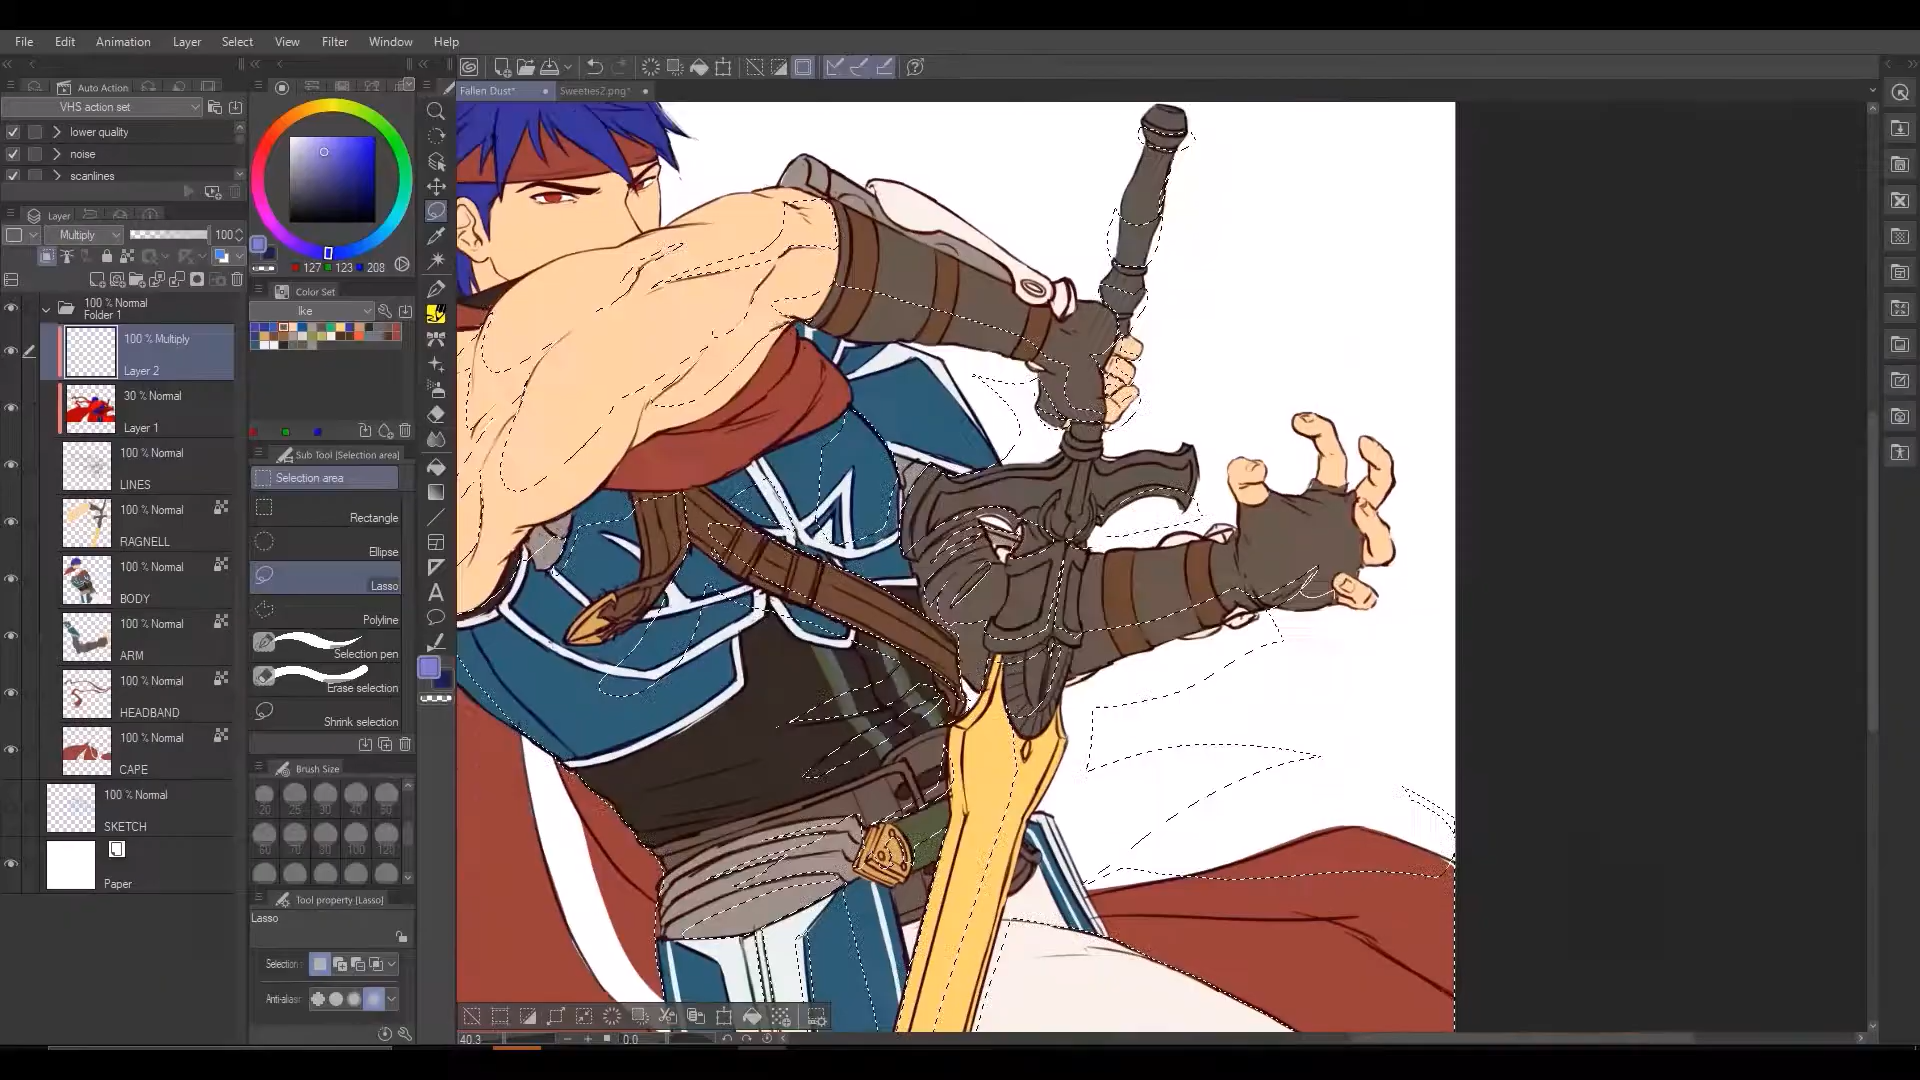 File Edit Animation Layer Select View Filter Window Help
Auto Action
VHS action set
lower quality
noise
scanlines
Layer
Multiply 100
100 % Normal
Folder 1
100 % Multiply
Layer 2
30 % Normal
Layer 1
100 % Normal
LINES
100 % Normal
RAGNELL
100 % Normal
BODY
100 % Normal
ARM
100 % Normal
HEADBAND
100 % Normal
CAPE
100 % Normal
SKETCH
Paper
127 123 208
Color Set
Ike
Sub Tool [Selection area]
Selection area
Rectangle
Ellipse
Lasso
Polyline
Selection pen
Erase selection
Shrink selection
Brush Size
20 25 30 40 50
60 70 80 100 120
Tool property [Lasso]
Lasso
Selection
Anti-alias
Fallen Dust* Sweeties2.png*
40.3 0.0